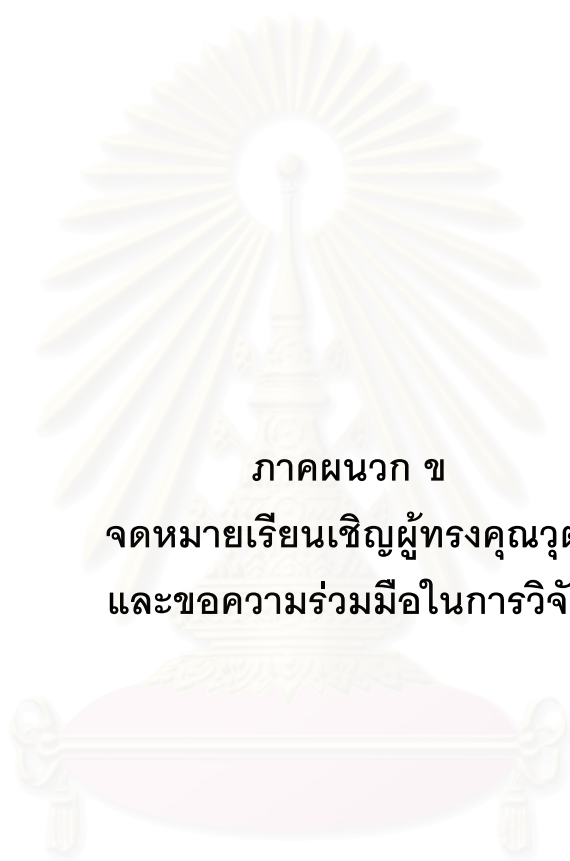 ภาคผนวก ข
จดหมายเรียนเชิญผู้ทรงคุณวุ
และขอความร่วมมือในการวิจั